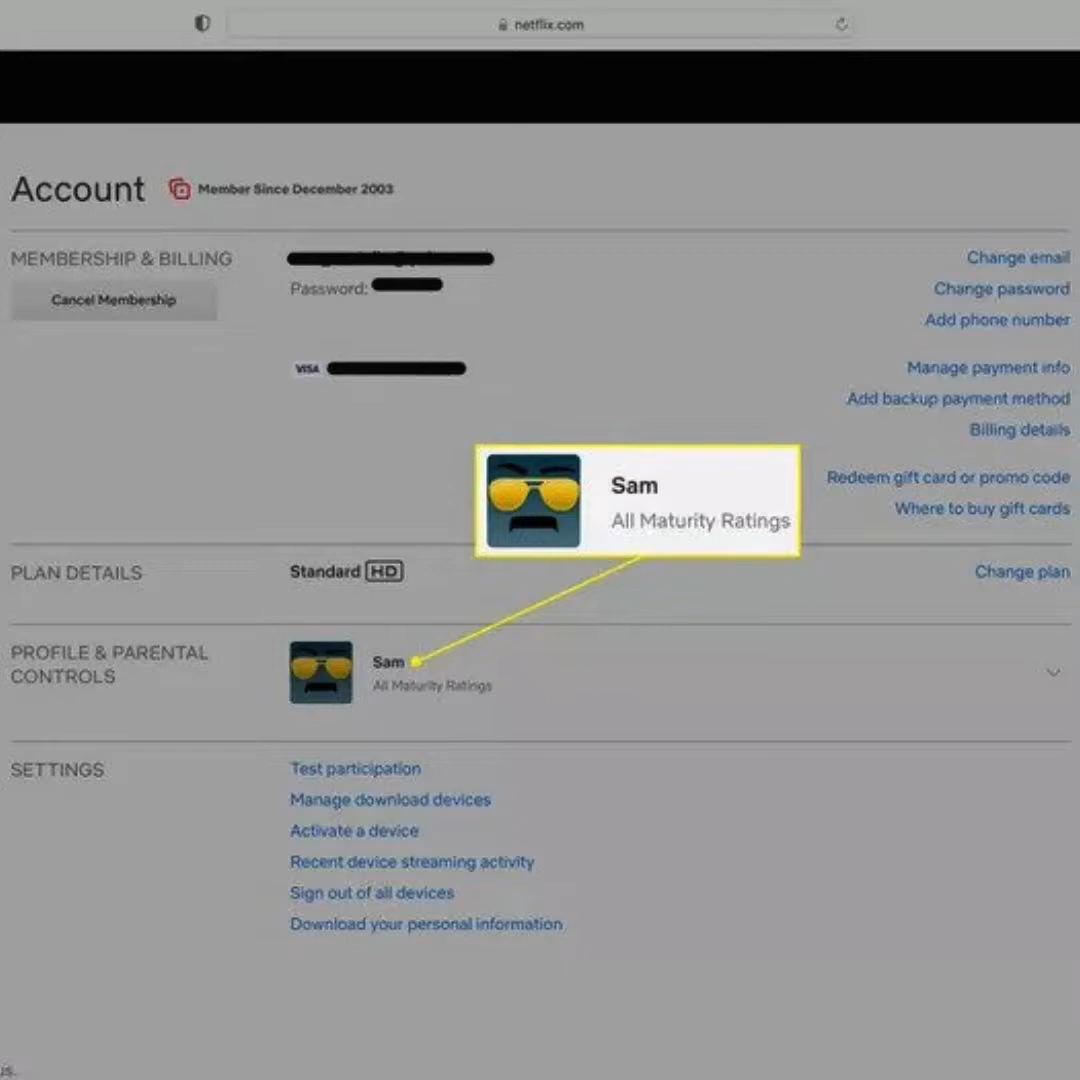 netflix.com
Account
Member Since December 2003
MEMBERSHIP & BILLING
Cancel Membership
Password:
VISA
Change email
Change password
Add phone number
Manage payment info
Add backup payment method
Billing details
Redeem gift card or promo code
Where to buy gift cards
Sam
All Maturity Ratings
PLAN DETAILS
Standard HD
Change plan
PROFILE & PARENTAL
CONTROLS
Sam
All Maturity Ratings
SETTINGS
Test participation
Manage download devices
Activate a device
Recent device streaming activity
Sign out of all devices
Download your personal information
us.